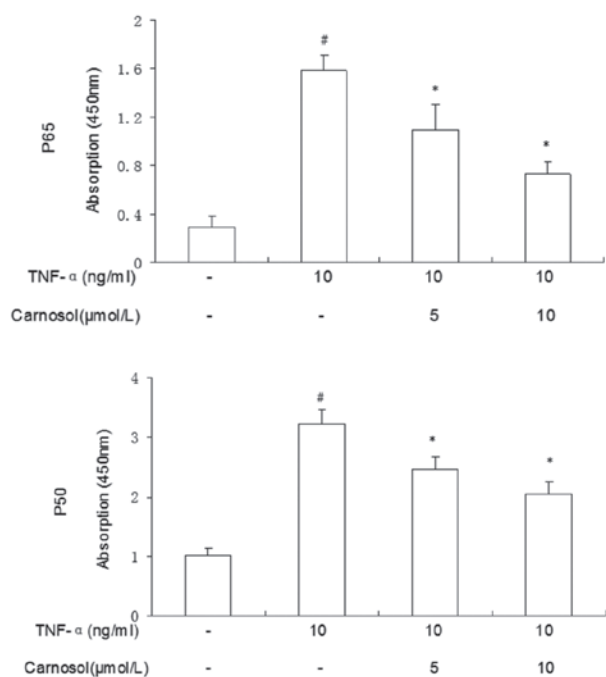 2
#
1.6
*
1.2
*
P65
Absorption (450nm)
0.8
0.4
0
TNF-α (ng/ml) - 10 10 10
Carnosol(µmol/L) - - 5 10
4
#
3
*
*
P50
Absorption (450nm)
2
1
0
TNF-α (ng/ml) - 10 10 10
Carnosol(µmol/L) - - 5 10